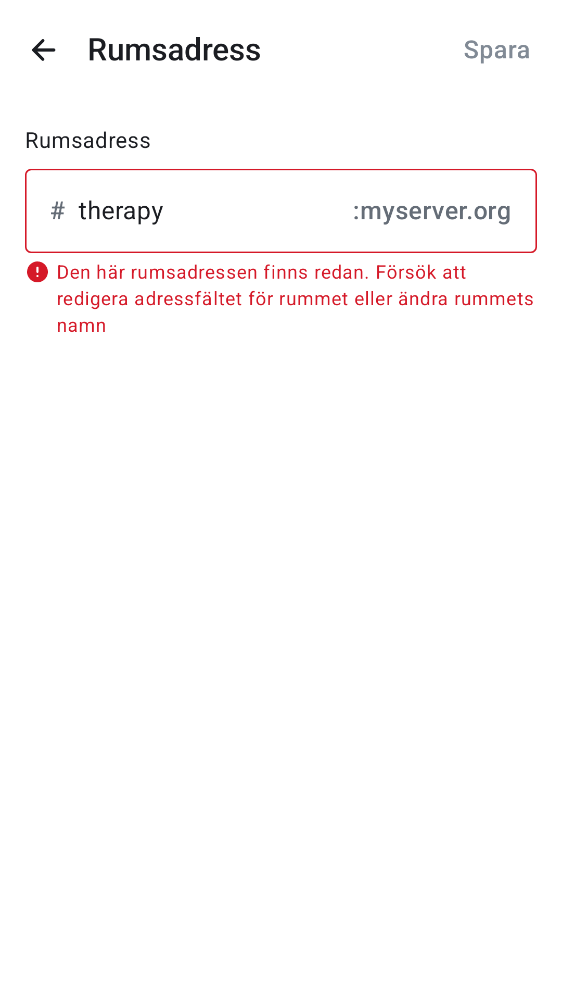 Rumsadress
Spara
Rumsadress
# therapy :myserver.org
Den här rumsadressen finns redan. Försök att
redigera adressfältet för rummet eller ändra rummets
namn